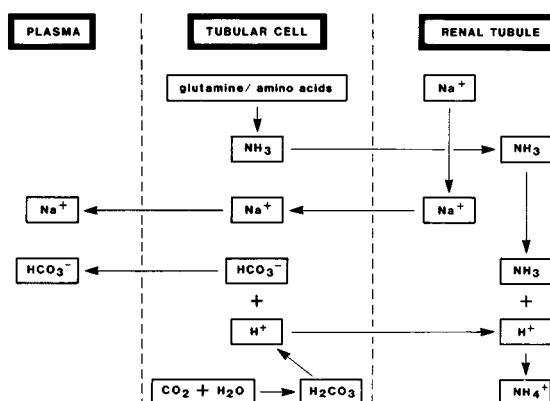 PLASMA TUBULAR CELL RENAL TUBULE
glutamine/ amino acids Na⁺
NH₃ NH₃
Na⁺ Na⁺ Na⁺
HCO₃⁻ HCO₃⁻ NH₃
+ +
H⁺ H⁺
CO₂ + H₂O H₂CO₃ NH₄⁺